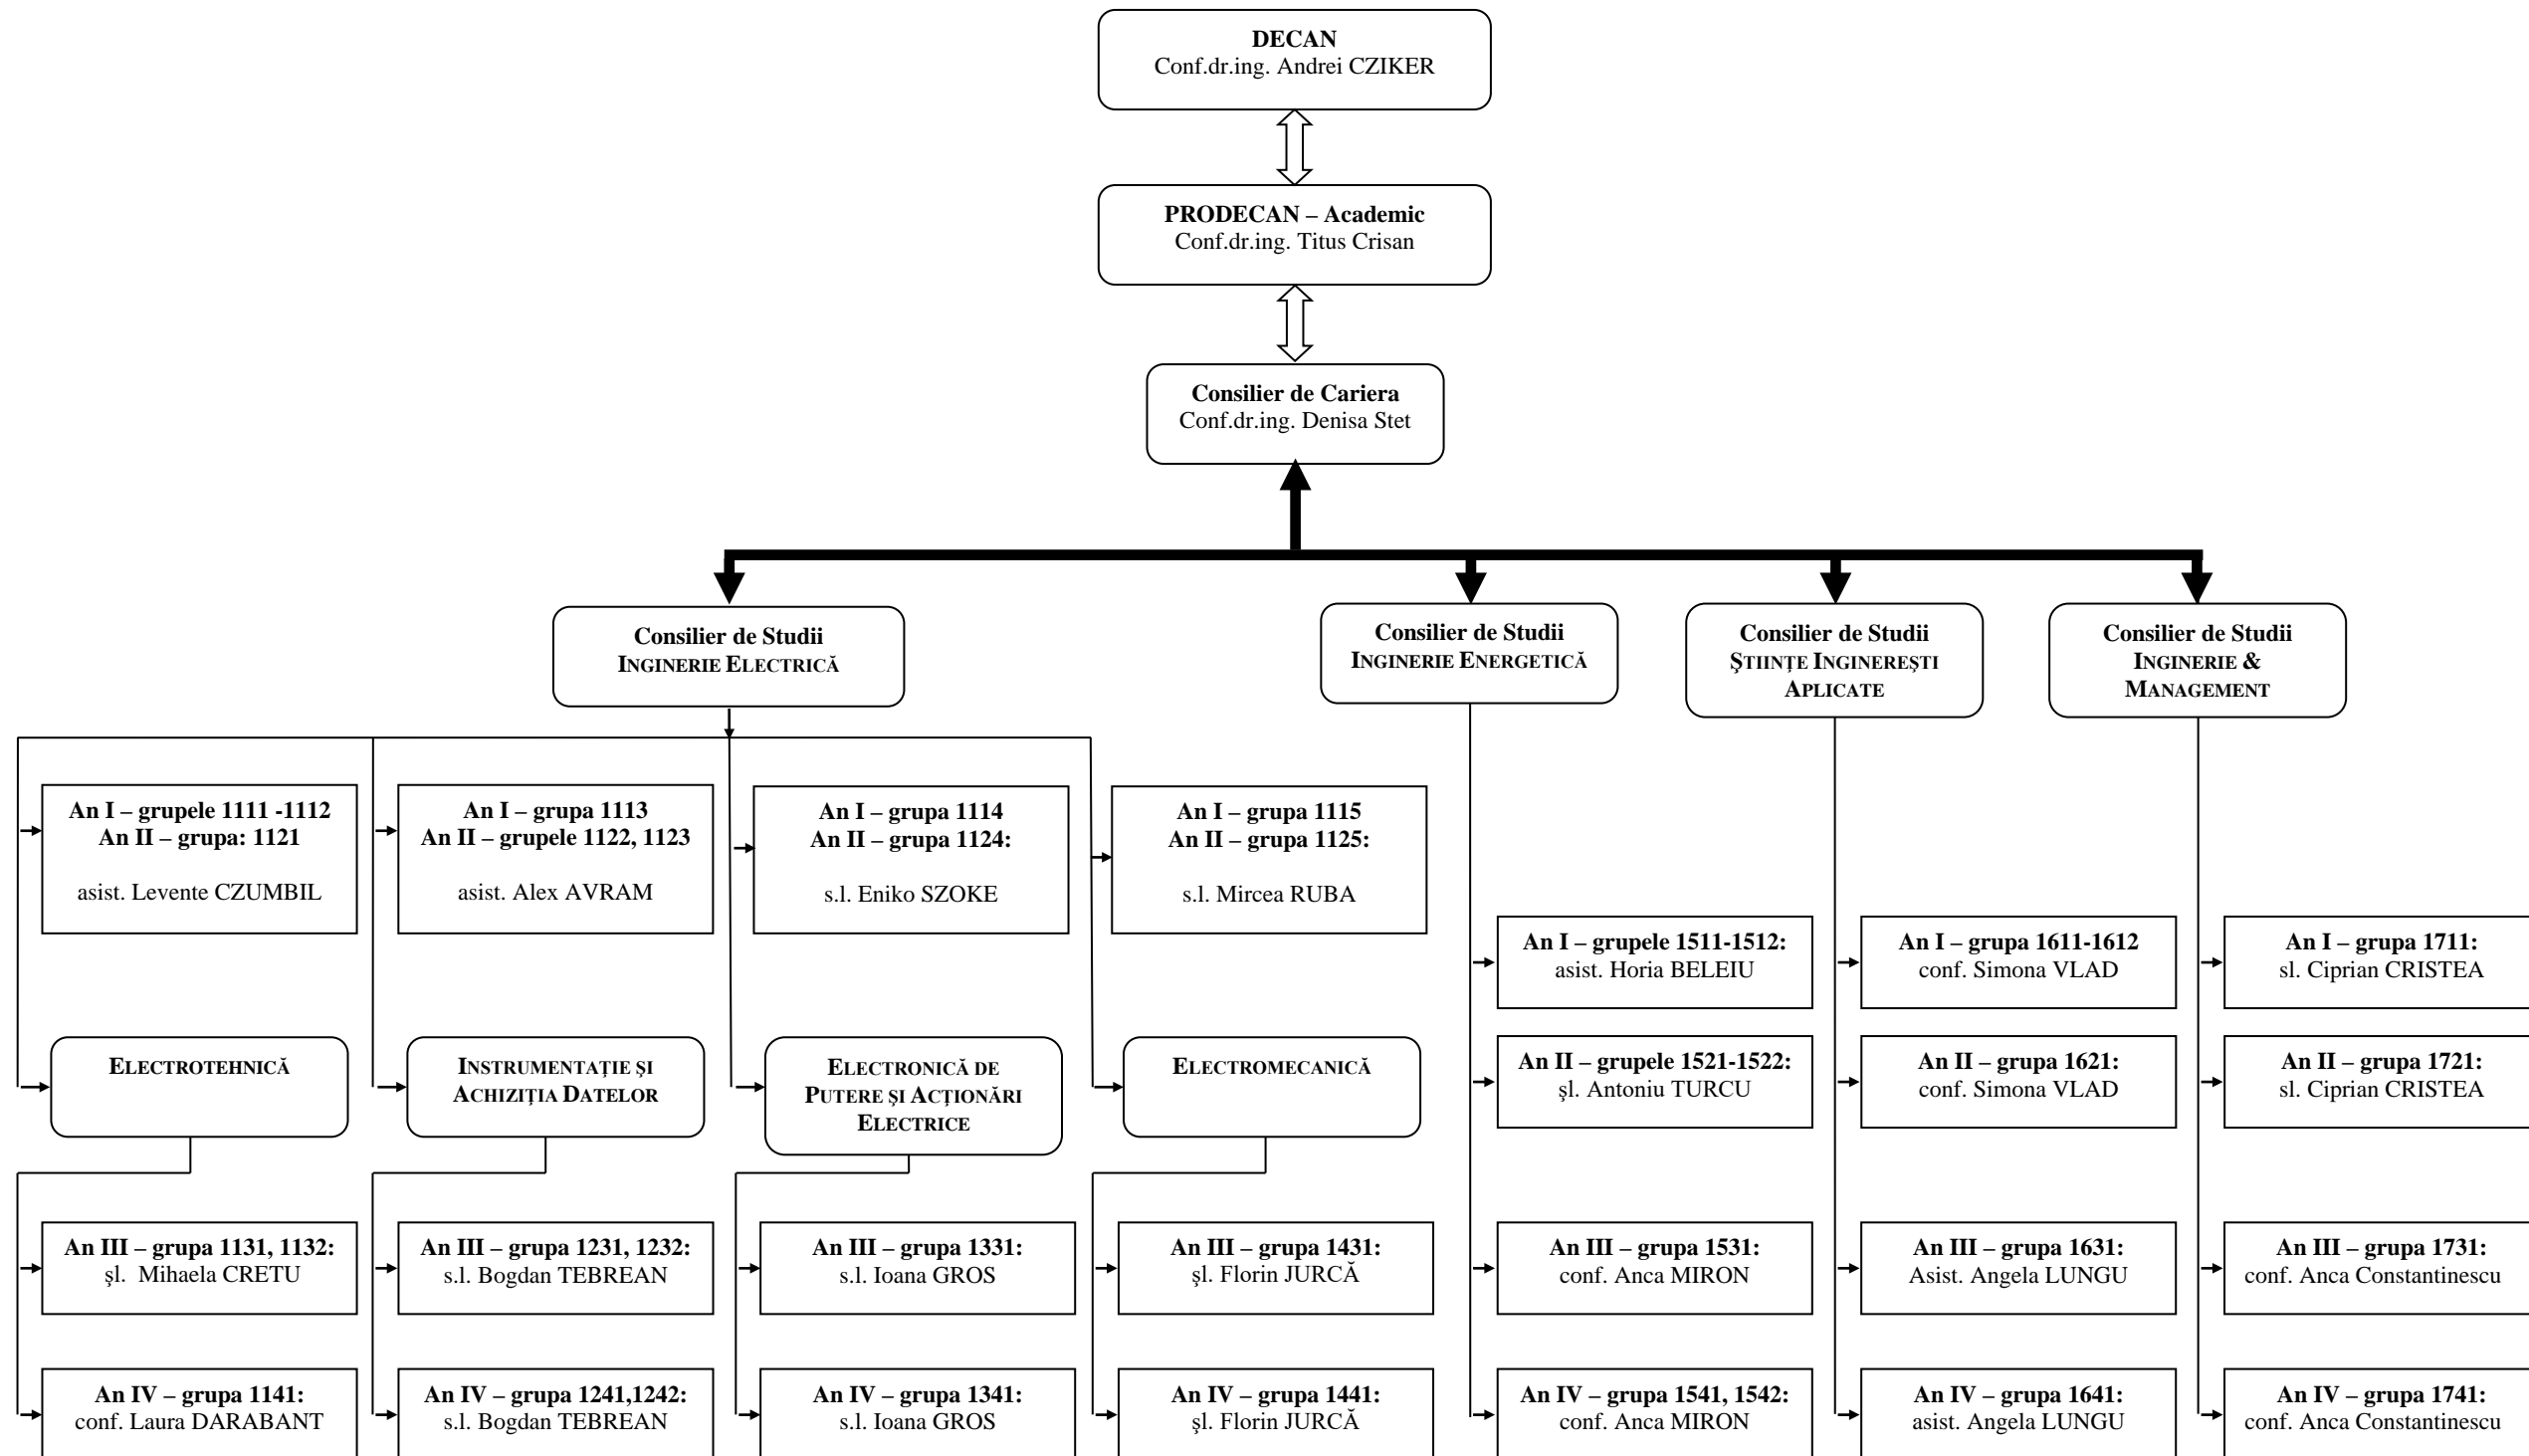 DECAN
Conf.dr.ing. Andrei CZIKER
PRODECAN – Academic
Conf.dr.ing. Titus Crisan
Consilier de Cariera
Conf.dr.ing. Denisa Stet
Consilier de Studii
INGINERIE ELECTRICĂ
Consilier de Studii
INGINERIE ENERGETICĂ
Consilier de Studii
ŞTIINŢE INGINEREŞTI
APLICATE
Consilier de Studii
INGINERIE &
MANAGEMENT
An I – grupele 1111 -1112
An II – grupa: 1121
asist. Levente CZUMBIL
An I – grupa 1113
An II – grupele 1122, 1123
asist. Alex AVRAM
An I – grupa 1114
An II – grupa 1124:
s.l. Eniko SZOKE
An I – grupa 1115
An II – grupa 1125:
s.l. Mircea RUBA
An I – grupele 1511-1512:
asist. Horia BELEIU
An I – grupa 1611-1612
conf. Simona VLAD
An I – grupa 1711:
sl. Ciprian CRISTEA
ELECTROTEHNICĂ
INSTRUMENTAŢIE ŞI
ACHIZIŢIA DATELOR
ELECTRONICĂ DE
PUTERE ŞI ACŢIONĂRI
ELECTRICE
ELECTROMECANICĂ
An II – grupele 1521-1522:
şl. Antoniu TURCU
An II – grupa 1621:
conf. Simona VLAD
An II – grupa 1721:
sl. Ciprian CRISTEA
An III – grupa 1131, 1132:
şl.  Mihaela CRETU
An III – grupa 1231, 1232:
s.l. Bogdan TEBREAN
An III – grupa 1331:
s.l. Ioana GROS
An III – grupa 1431:
şl. Florin JURCĂ
An III – grupa 1531:
conf. Anca MIRON
An III – grupa 1631:
Asist. Angela LUNGU
An III – grupa 1731:
conf. Anca Constantinescu
An IV – grupa 1141:
conf. Laura DARABANT
An IV – grupa 1241,1242:
s.l. Bogdan TEBREAN
An IV – grupa 1341:
s.l. Ioana GROS
An IV – grupa 1441:
şl. Florin JURCĂ
An IV – grupa 1541, 1542:
conf. Anca MIRON
An IV – grupa 1641:
asist. Angela LUNGU
An IV – grupa 1741:
conf. Anca Constantinescu